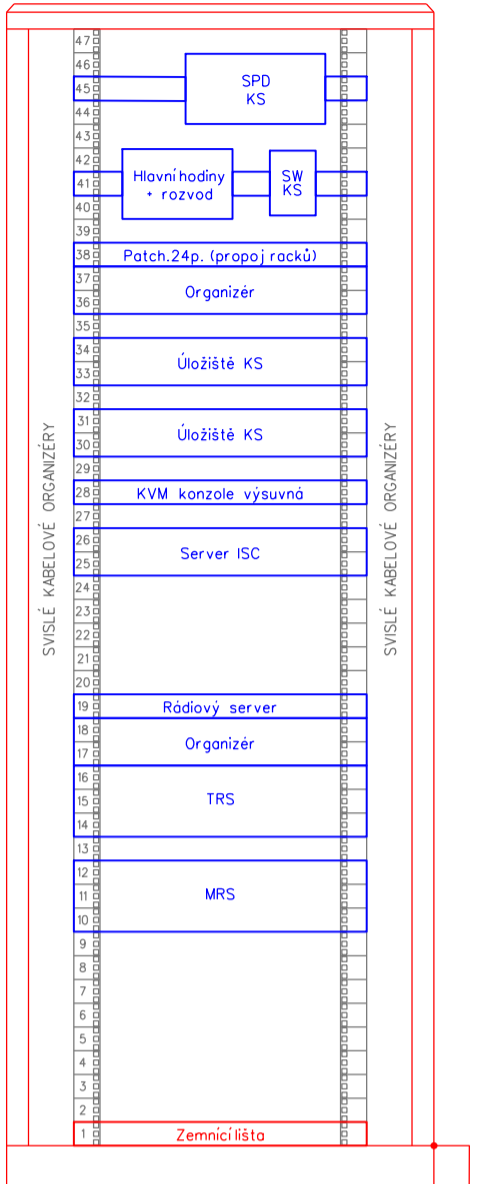 47
46
45
SPD
KS
44
43
42
41
Hlavní hodiny
+ rozvod
SW
KS
40
39
38
Patch.24p. (propoj racků)
37
Organizér
36
35
34
Úložiště KS
33
32
31
Úložiště KS
30
29
28
KVM konzole výsuvná
27
26
Server ISC
25
24
23
22
21
20
19
Rádiový server
18
Organizér
17
16
TRS
15
14
13
12
MRS
11
10
9
8
7
6
5
4
3
2
1
Zemnící lišta
SVISLÉ KABELOVÉ ORGANIZÉRY
SVISLÉ KABELOVÉ ORGANIZÉRY